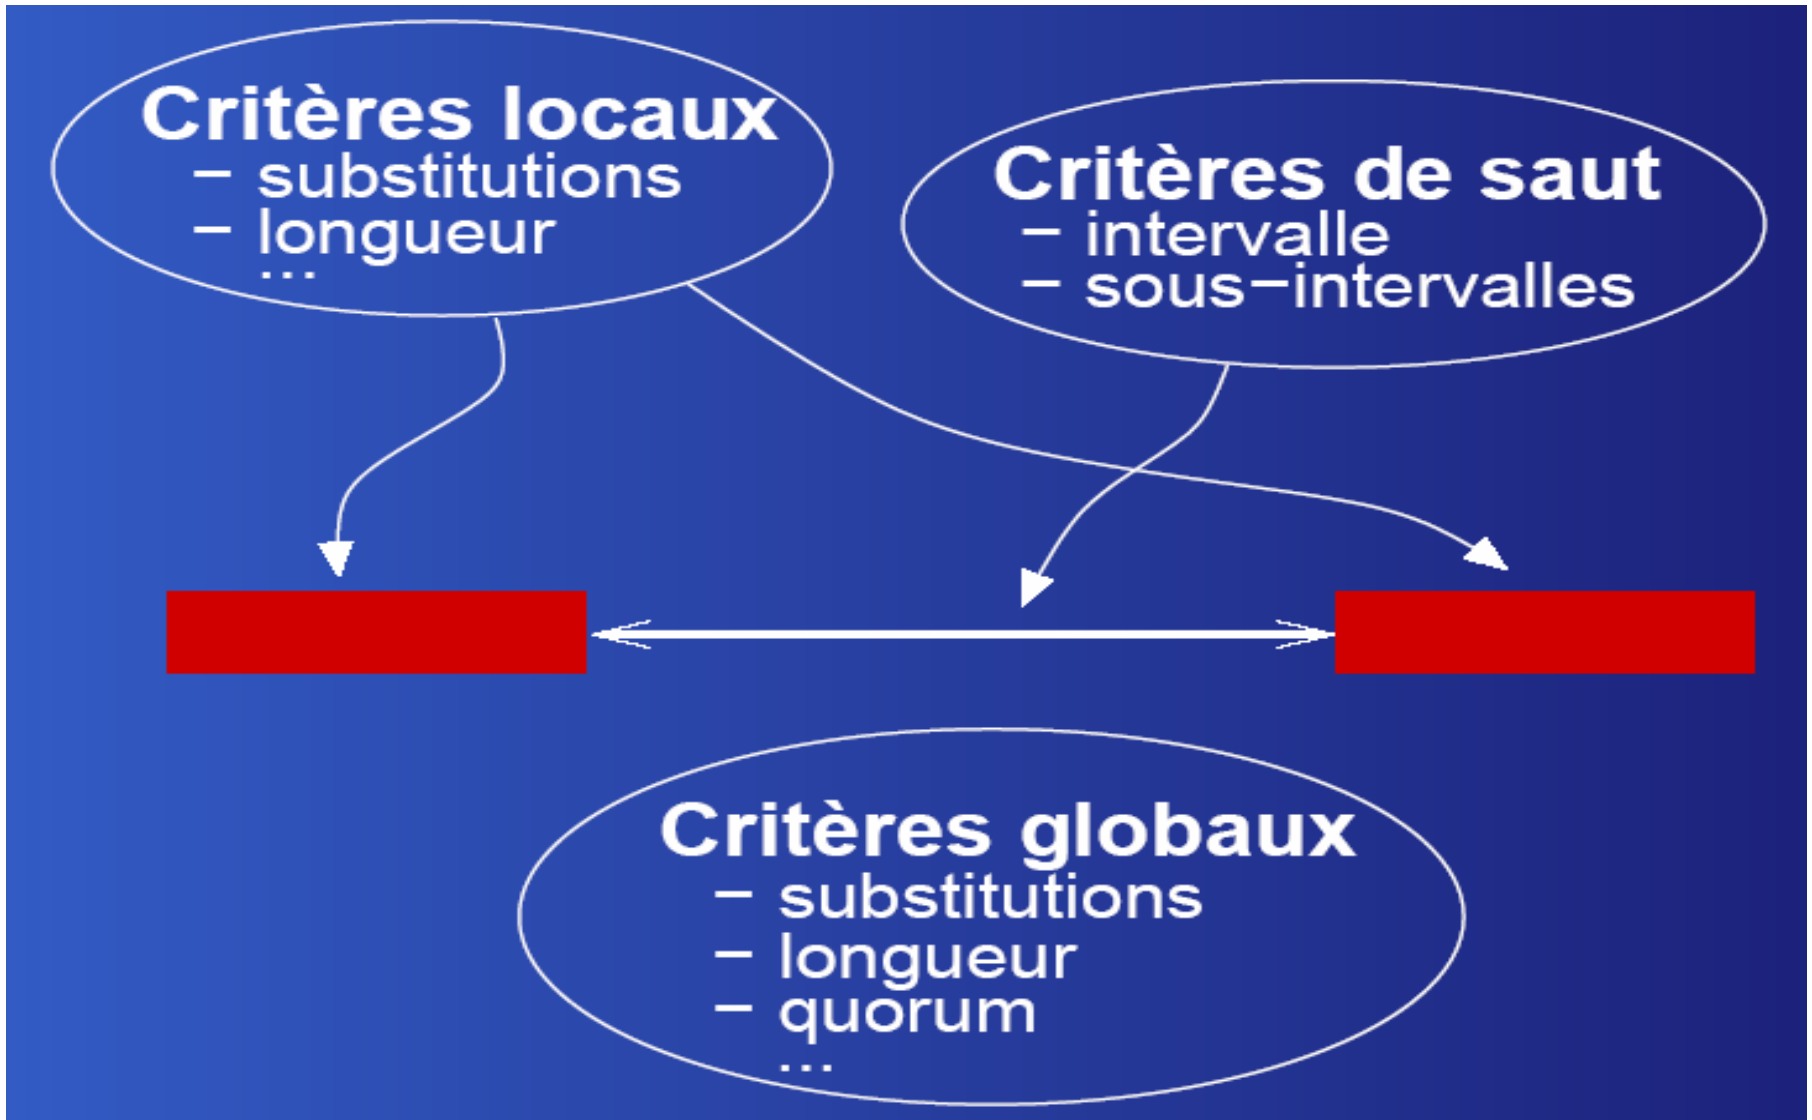 Critères locaux
− substitutions
− longueur
...
Critères de saut
− intervalle
− sous−intervalles
Critères globaux
− substitutions
− longueur
− quorum
...